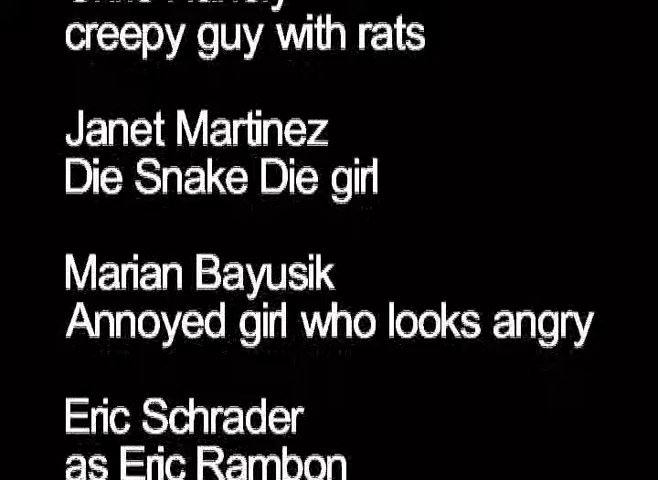 creepy guy with rats
Janet Martinez
Die Snake Die girl
Marian Bayusik
Annoyed girl who looks angry
Eric Schrader
as Eric Rambon